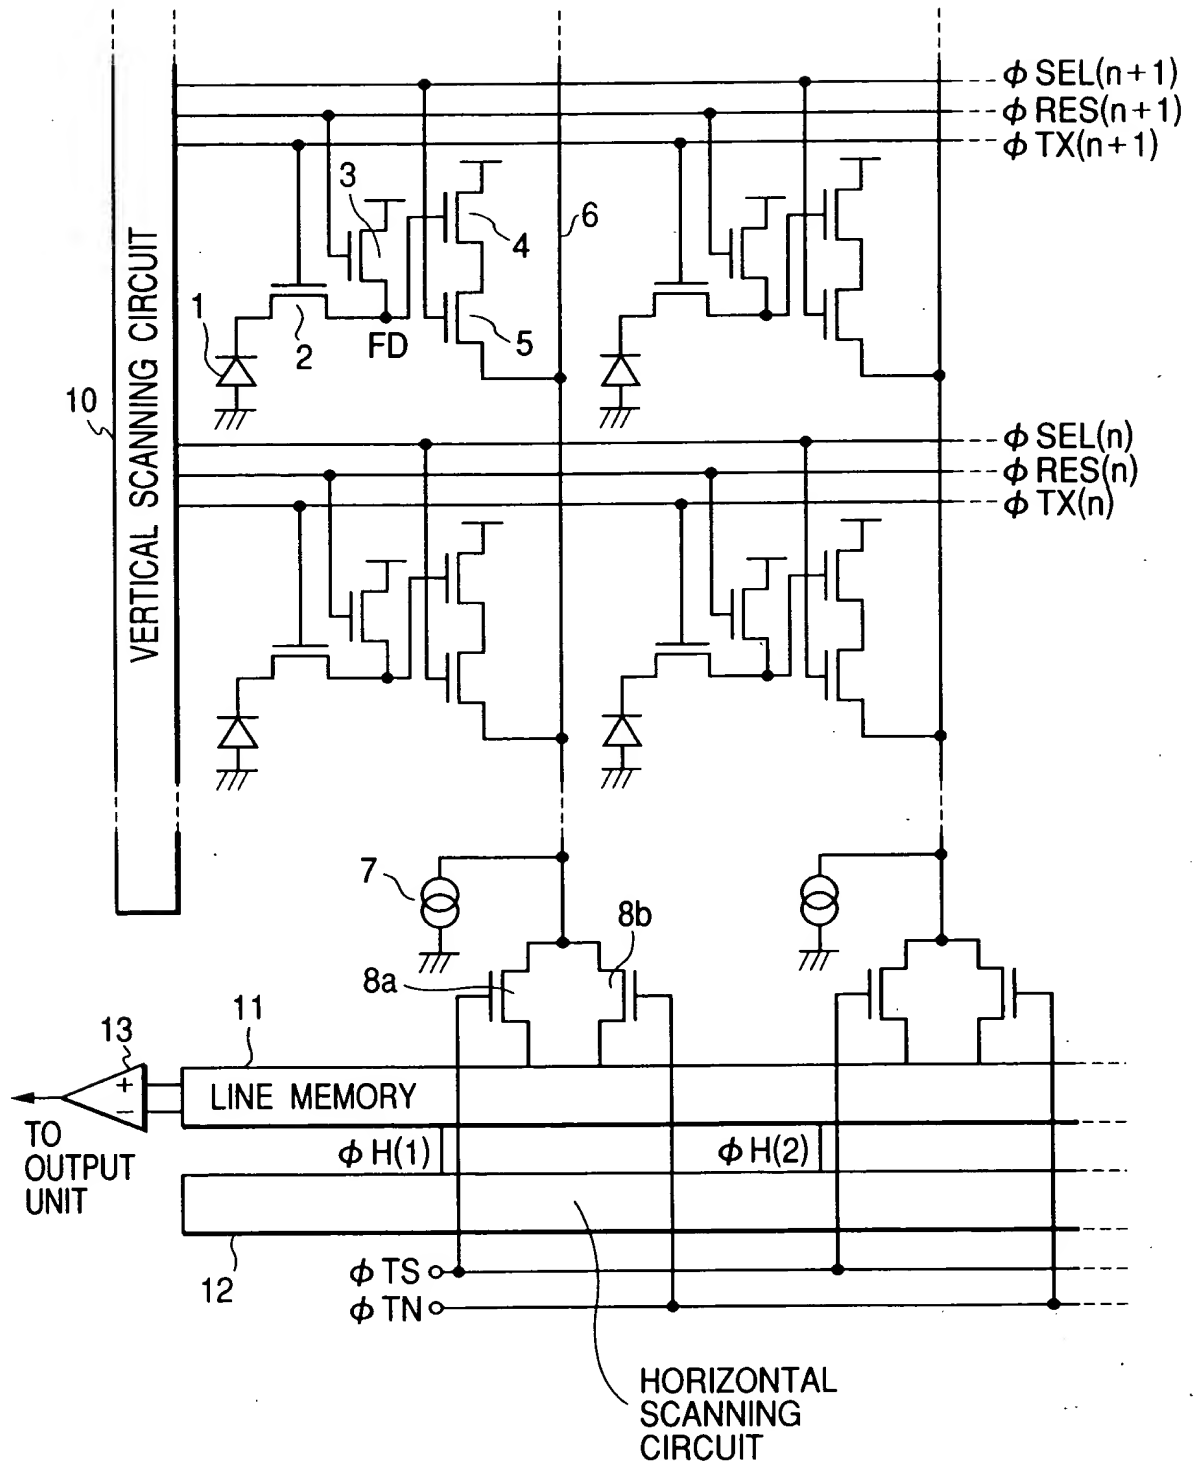 φ SEL(n+1)
φ RES(n+1)
φ TX(n+1)
3
4
6
1
2
FD
5
10
VERTICAL SCANNING CIRCUIT
φ SEL(n)
φ RES(n)
φ TX(n)
7
8b
8a
11
13
+
−
LINE MEMORY
TO
OUTPUT
UNIT
φ H(1)
φ H(2)
12
φ TS
φ TN
HORIZONTAL
SCANNING
CIRCUIT